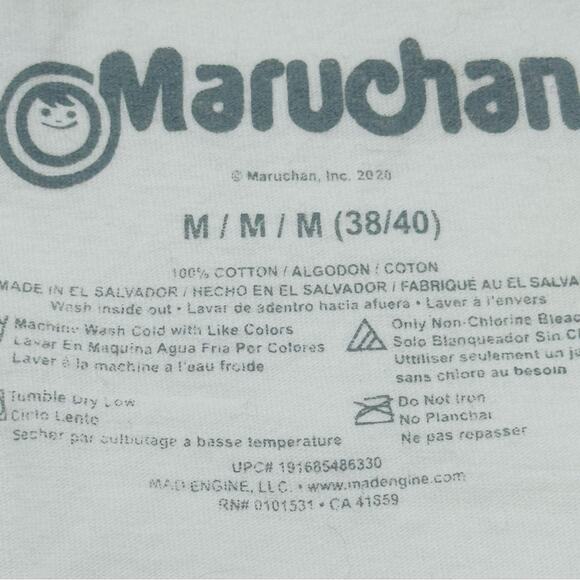 Maruchan
© Maruchan, Inc. 2020
M / M / M (38/40)
100% COTTON / ALGODON / COTON
MADE IN EL SALVADOR / HECHO EN EL SALVADOR / FABRIQUÉ AU EL SALVA
Wash inside out • Lavar de adentro hacia afuera • Laver à l'envers
Machine Wash Cold with Like Colors
Lavar En Maquina Agua Fria Por Colores
Laver à la machine a l'eau froide
Only Non-Chlorine Bleac
Solo Blanqueador Sin Cl
Uttiliser seulement un ja
sans chlore au besoin
Tumble Dry Low
Ciclo Lento
Secher par culbutage a basse temperature
Do Not Iron
No Planchar
Ne pas repasser
UPC# 191685486330
MAD ENGINE, LLC. • www.madengine.com
RN# 0101531 • CA 41859